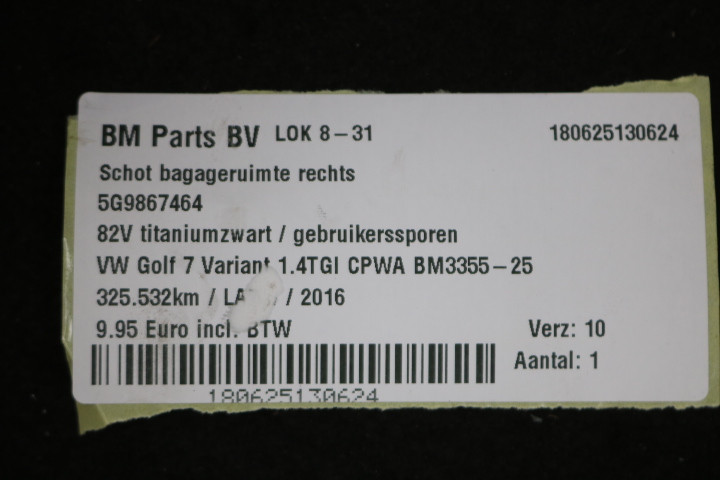 BM Parts BV LOK 8-31 180625130624
Schot bagageruimte rechts
5G9867464
82V titaniumzwart / gebruikerssporen
VW Golf 7 Variant 1.4TGI CPWA BM3355-25
325.532km / / 2016
9.95 Euro incl. BTW Verz: 10
Aantal: 1
180625130624